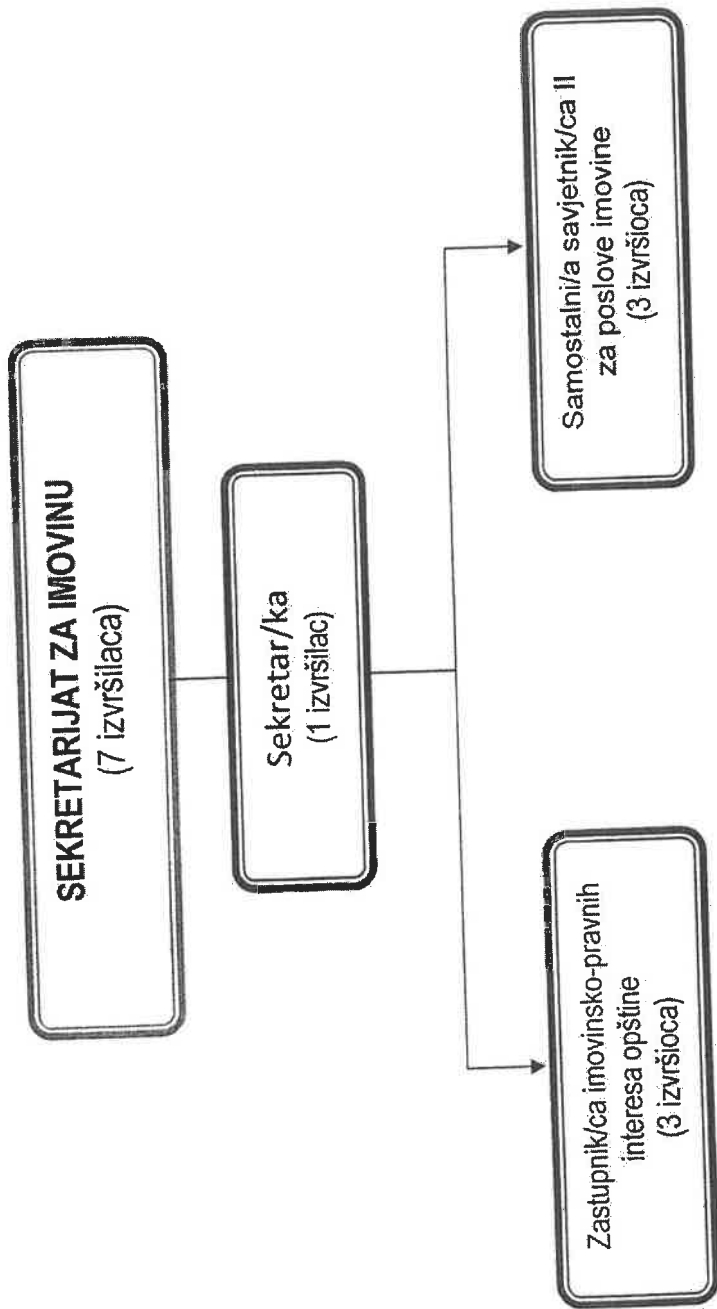 SEKRETARIJAT ZA IMOVINU
(7 izvršilaca)
Sekretar/ka
(1 izvršilac)
Zastupnik/ca imovinsko-pravnih
interesa opštine
(3 izvršioca)
Samostalni/a savjetnik/ca II
za poslove imovine
(3 izvršioca)